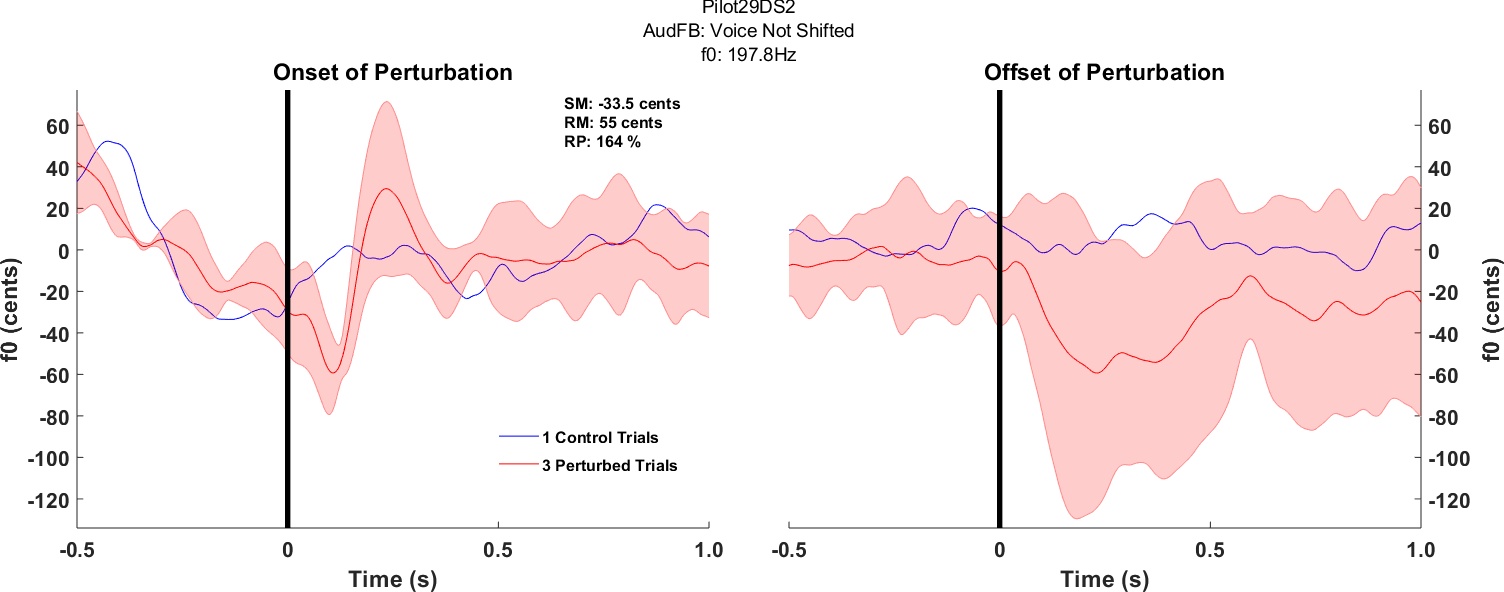 Pilot29DS2
AudFB: Voice Not Shifted
f0: 197.8Hz
Onset of Perturbation
Offset of Perturbation
SM: -33.5 cents
RM: 55 cents
RP: 164 %
60
40
20
0
-20
-40
-60
-80
-100
-120
f0 (cents)
1 Control Trials
3 Perturbed Trials
-0.5
0
0.5
1.0
Time (s)
60
40
20
0
-20
-40
-60
-80
-100
-120
f0 (cents)
-0.5
0
0.5
1.0
Time (s)